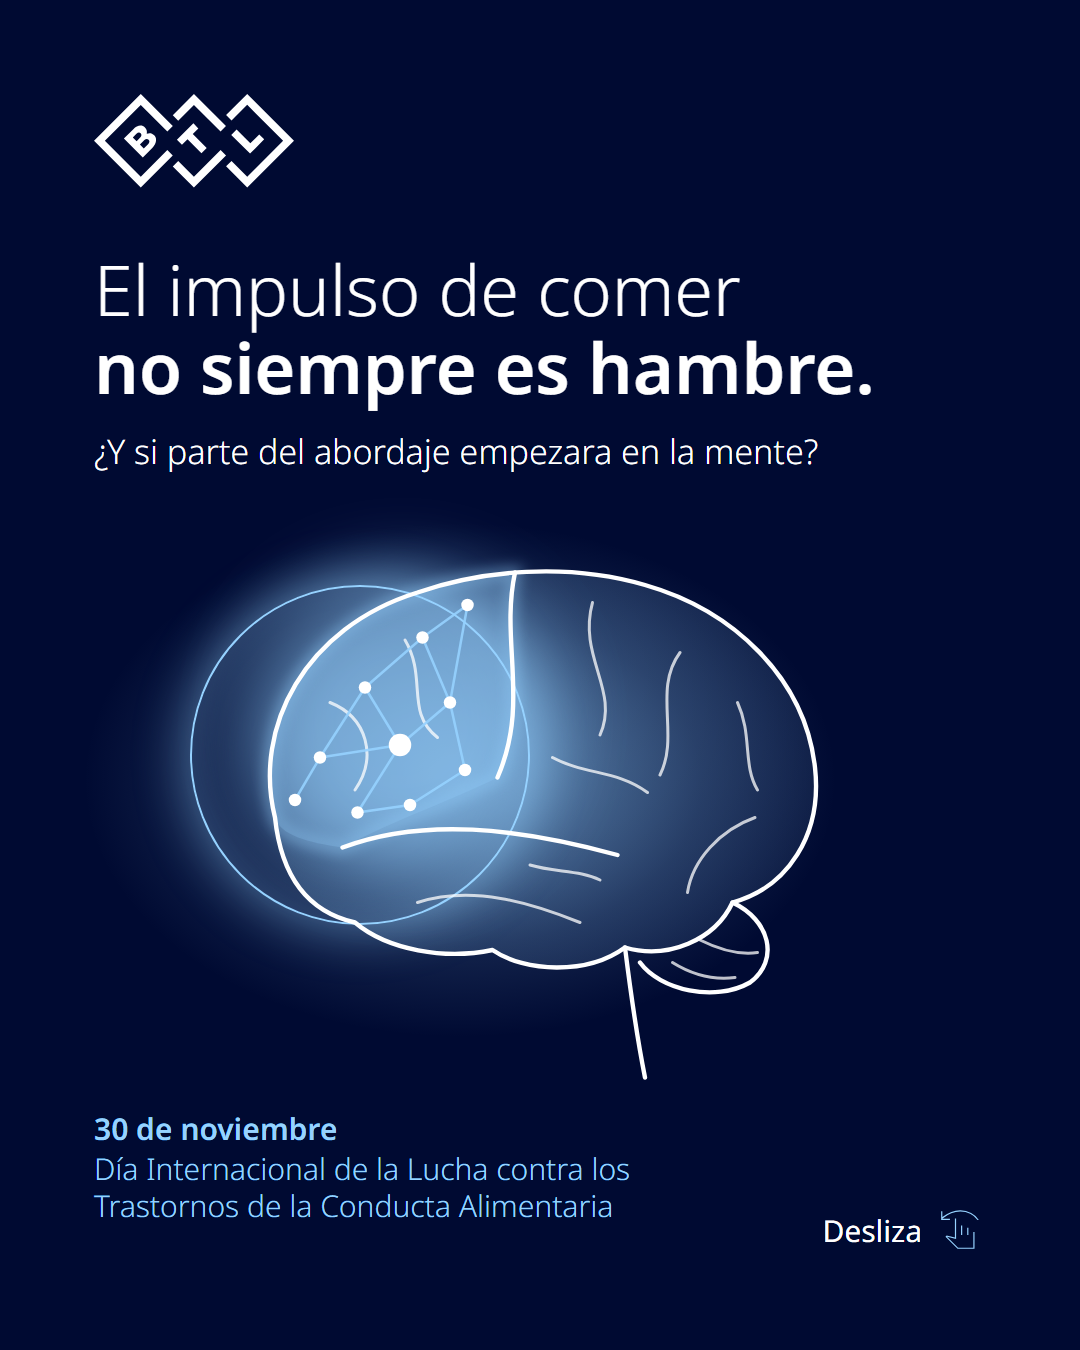 BTL
El impulso de comer
no siempre es hambre.
¿Y si parte del abordaje empezara en la mente?
30 de noviembre
Día Internacional de la Lucha contra los
Trastornos de la Conducta Alimentaria
Desliza